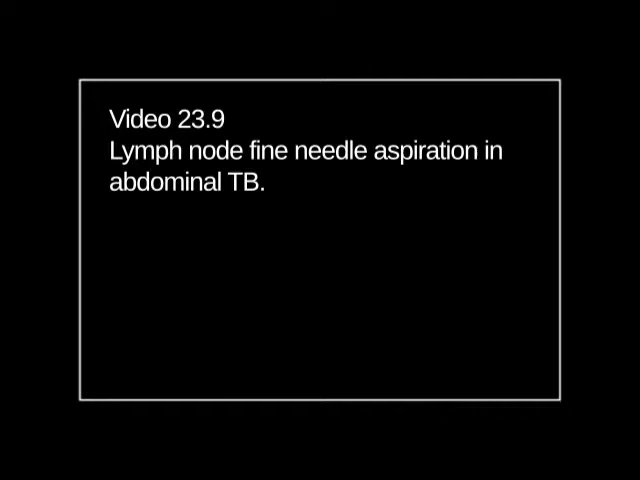 Video 23.9
Lymph node fine needle aspiration in
abdominal TB.